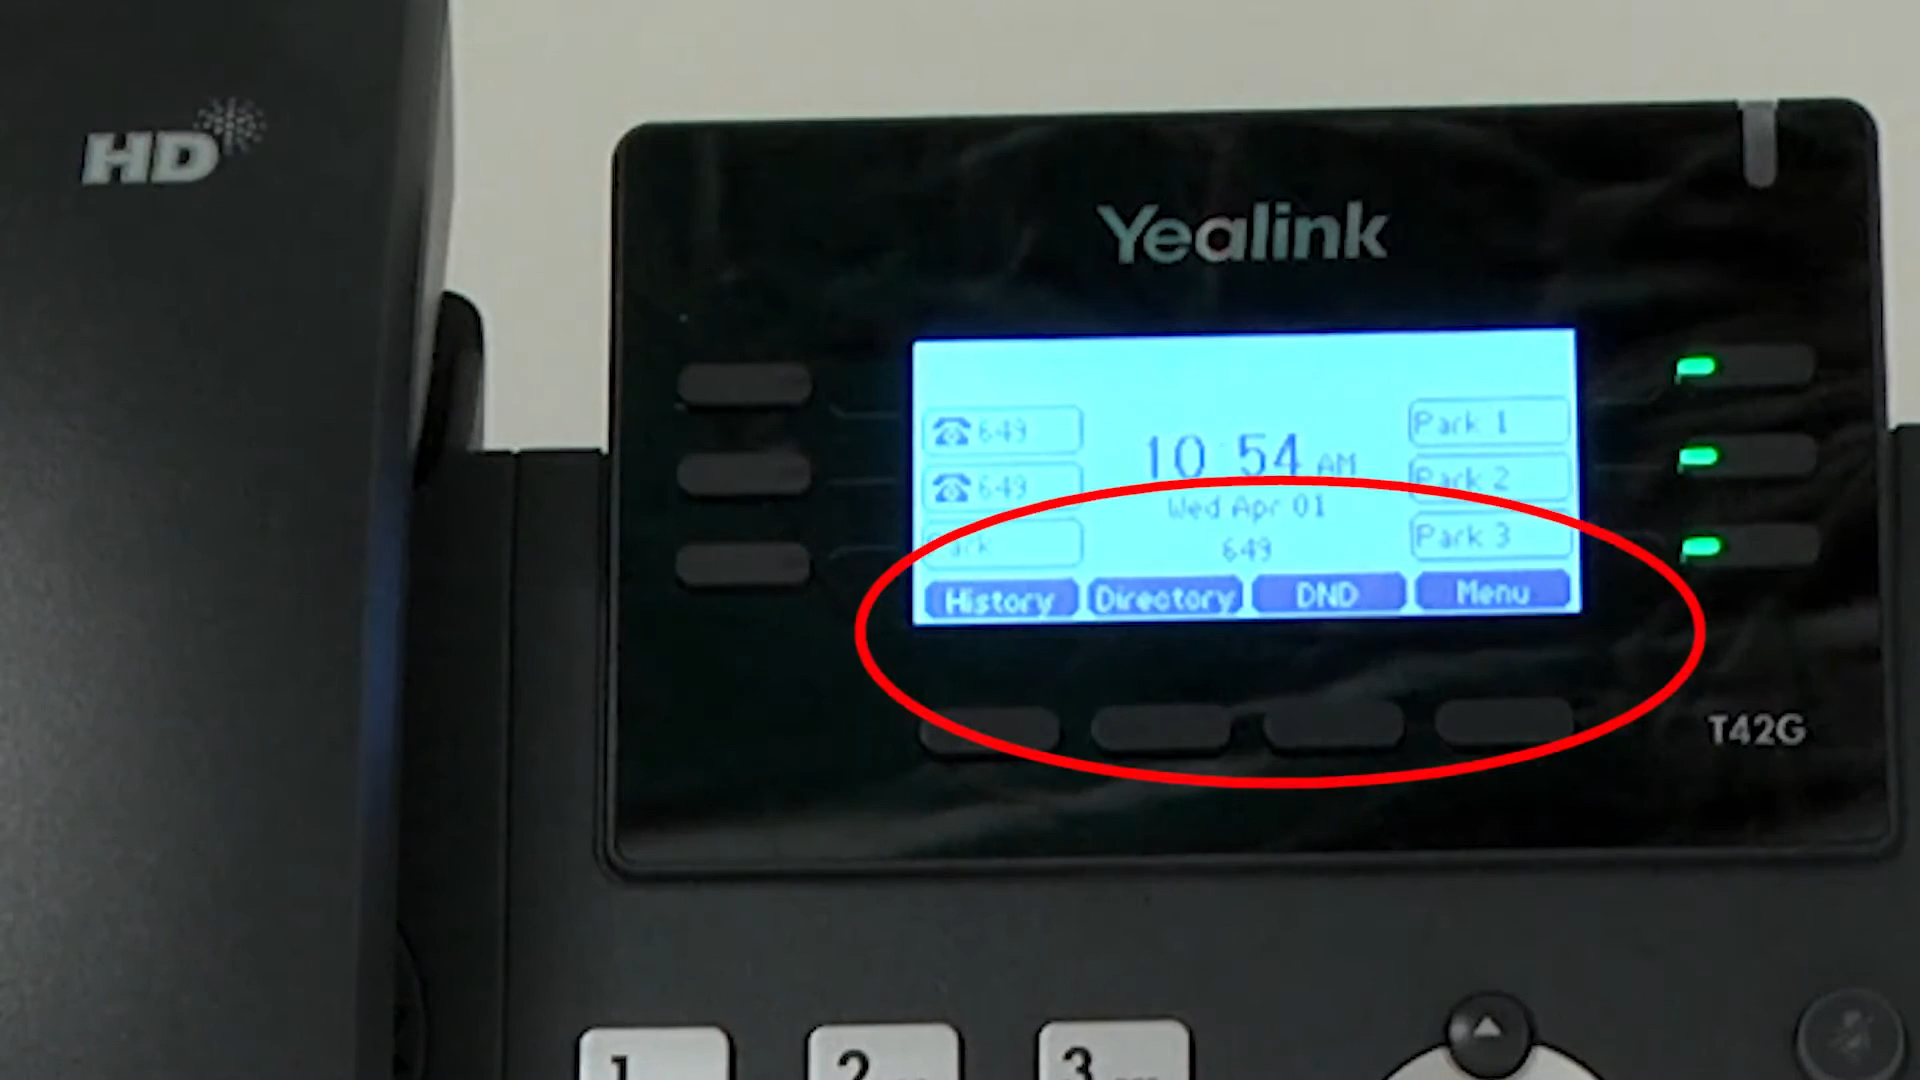 HD
Yealink
649
10 54 AM
Park 1
649
Park 2
Wed Apr 01
Park
649
Park 3
History Directory DND Menu
T42G
1 2 3